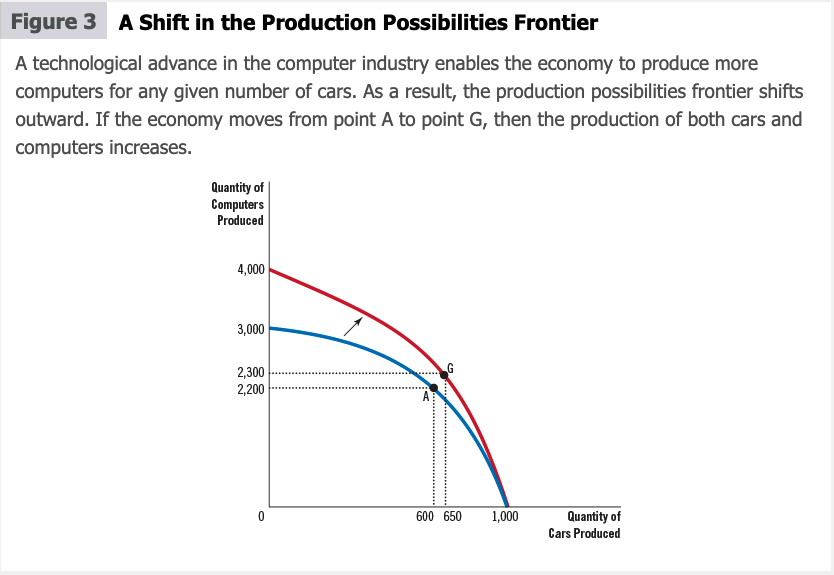 Figure 3 A Shift in the Production Possibilities Frontier
A technological advance in the computer industry enables the economy to produce more
computers for any given number of cars. As a result, the production possibilities frontier shifts
outward. If the economy moves from point A to point G, then the production of both cars and
computers increases.
Quantity of
Computers
Produced
4,000
3,000
2,300
2,200
G
A
0
600
650
1,000
Quantity of
Cars Produced